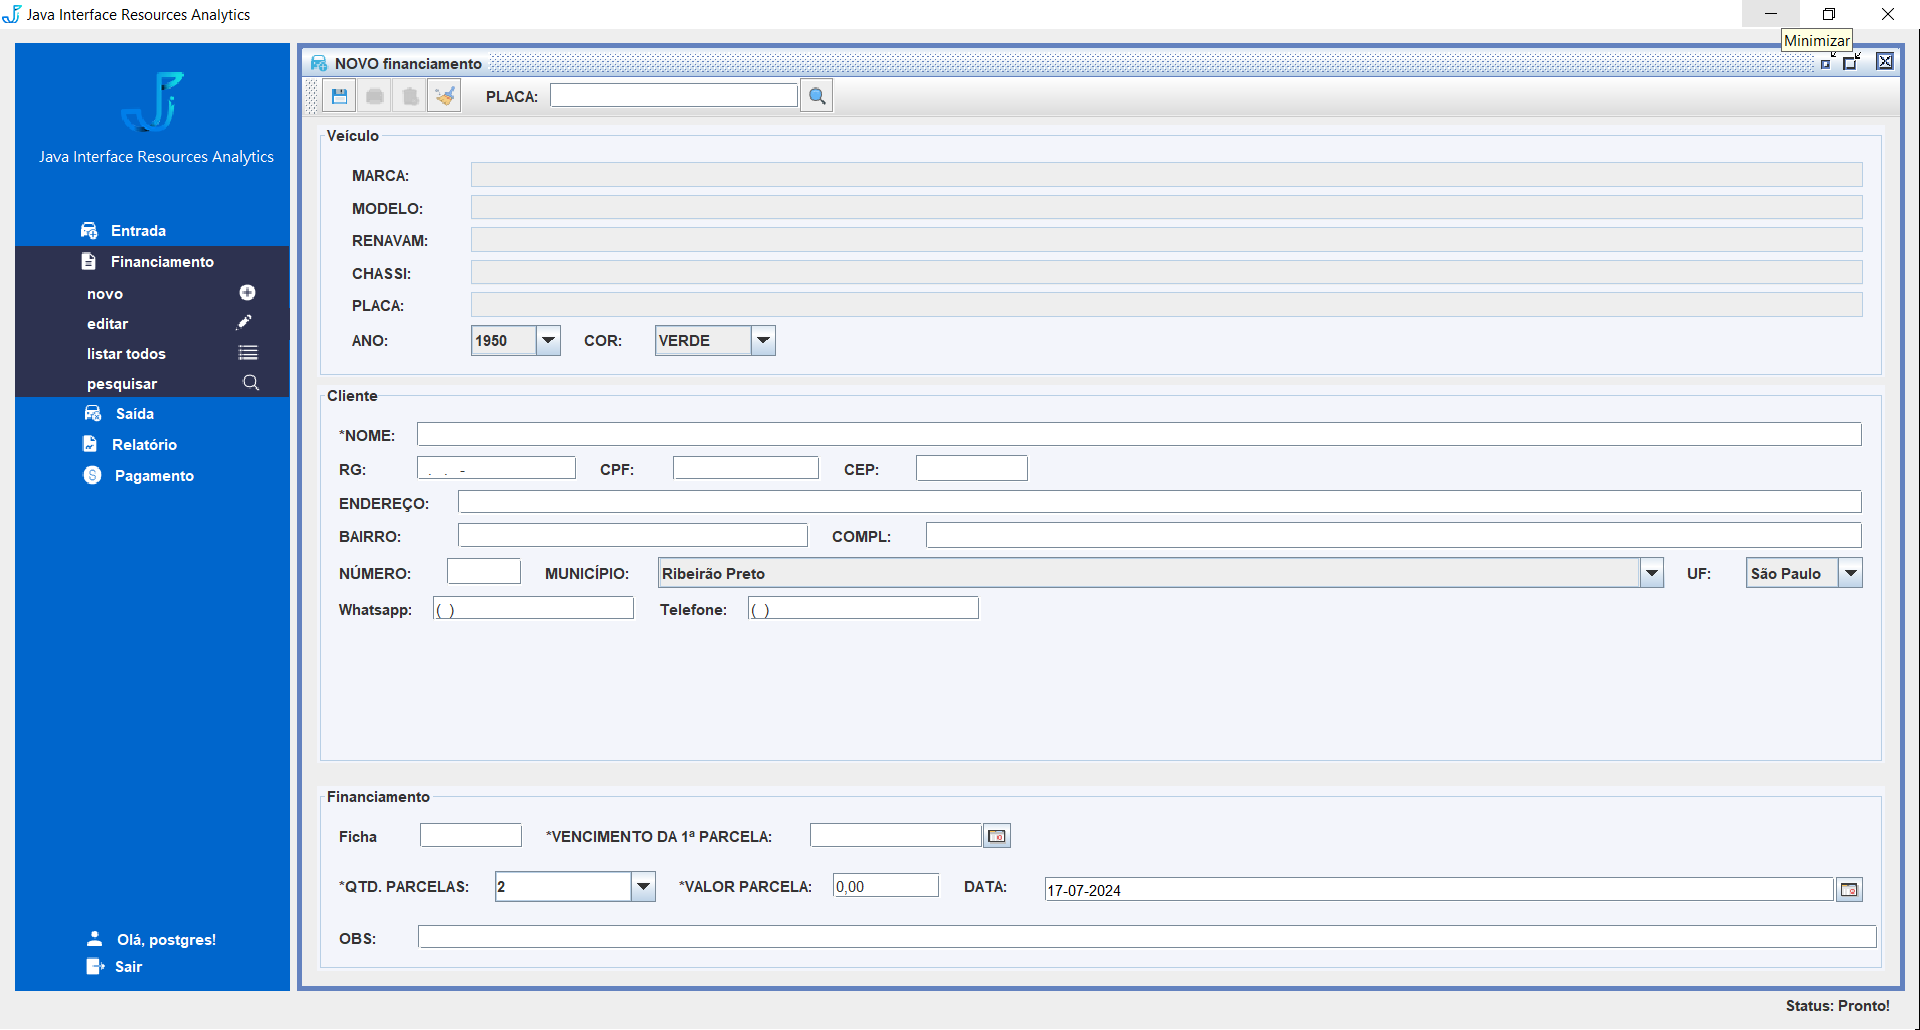 Java Interface Resources Analytics
Minimizar
Java Interface Resources Analytics
Entrada
Financiamento
novo
editar
listar todos
pesquisar
Saída
Relatório
Pagamento
Olá, postgres!
Sair
NOVO financiamento
PLACA:
Veículo
MARCA:
MODELO:
RENAVAM:
CHASSI:
PLACA:
ANO: 1950 COR: VERDE
Cliente
*NOME:
RG: . . - CPF: CEP:
ENDEREÇO:
BAIRRO: COMPL:
NÚMERO: MUNICÍPIO: Ribeirão Preto UF: São Paulo
Whatsapp: ( ) Telefone: ( )
Financiamento
Ficha *VENCIMENTO DA 1ª PARCELA:
*QTD. PARCELAS: 2 *VALOR PARCELA: 0,00 DATA: 17-07-2024
OBS:
Status: Pronto!